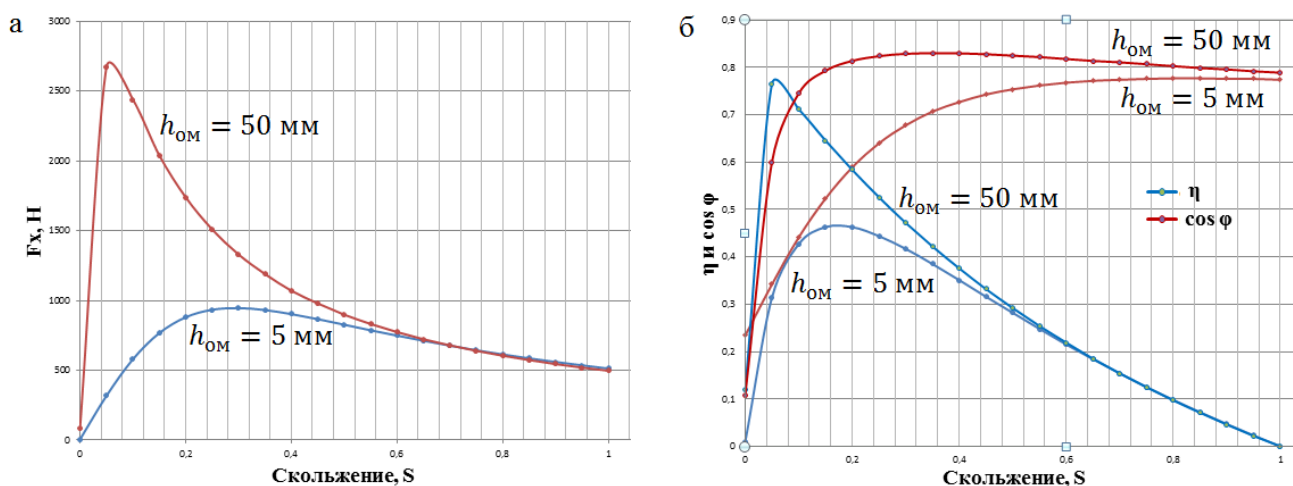 а
3000
2500
2000
1500
1000
500
0
Fx, Н
h_ом = 50 мм
h_ом = 5 мм
0 0,2 0,4 0,6 0,8 1
Скольжение, S
б
0,9
0,8
0,7
0,6
0,5
0,4
0,3
0,2
0,1
0
η и cos φ
h_ом = 50 мм
h_ом = 5 мм
h_ом = 50 мм
h_ом = 5 мм
η
cos φ
0 0,2 0,4 0,6 0,8 1
Скольжение, S